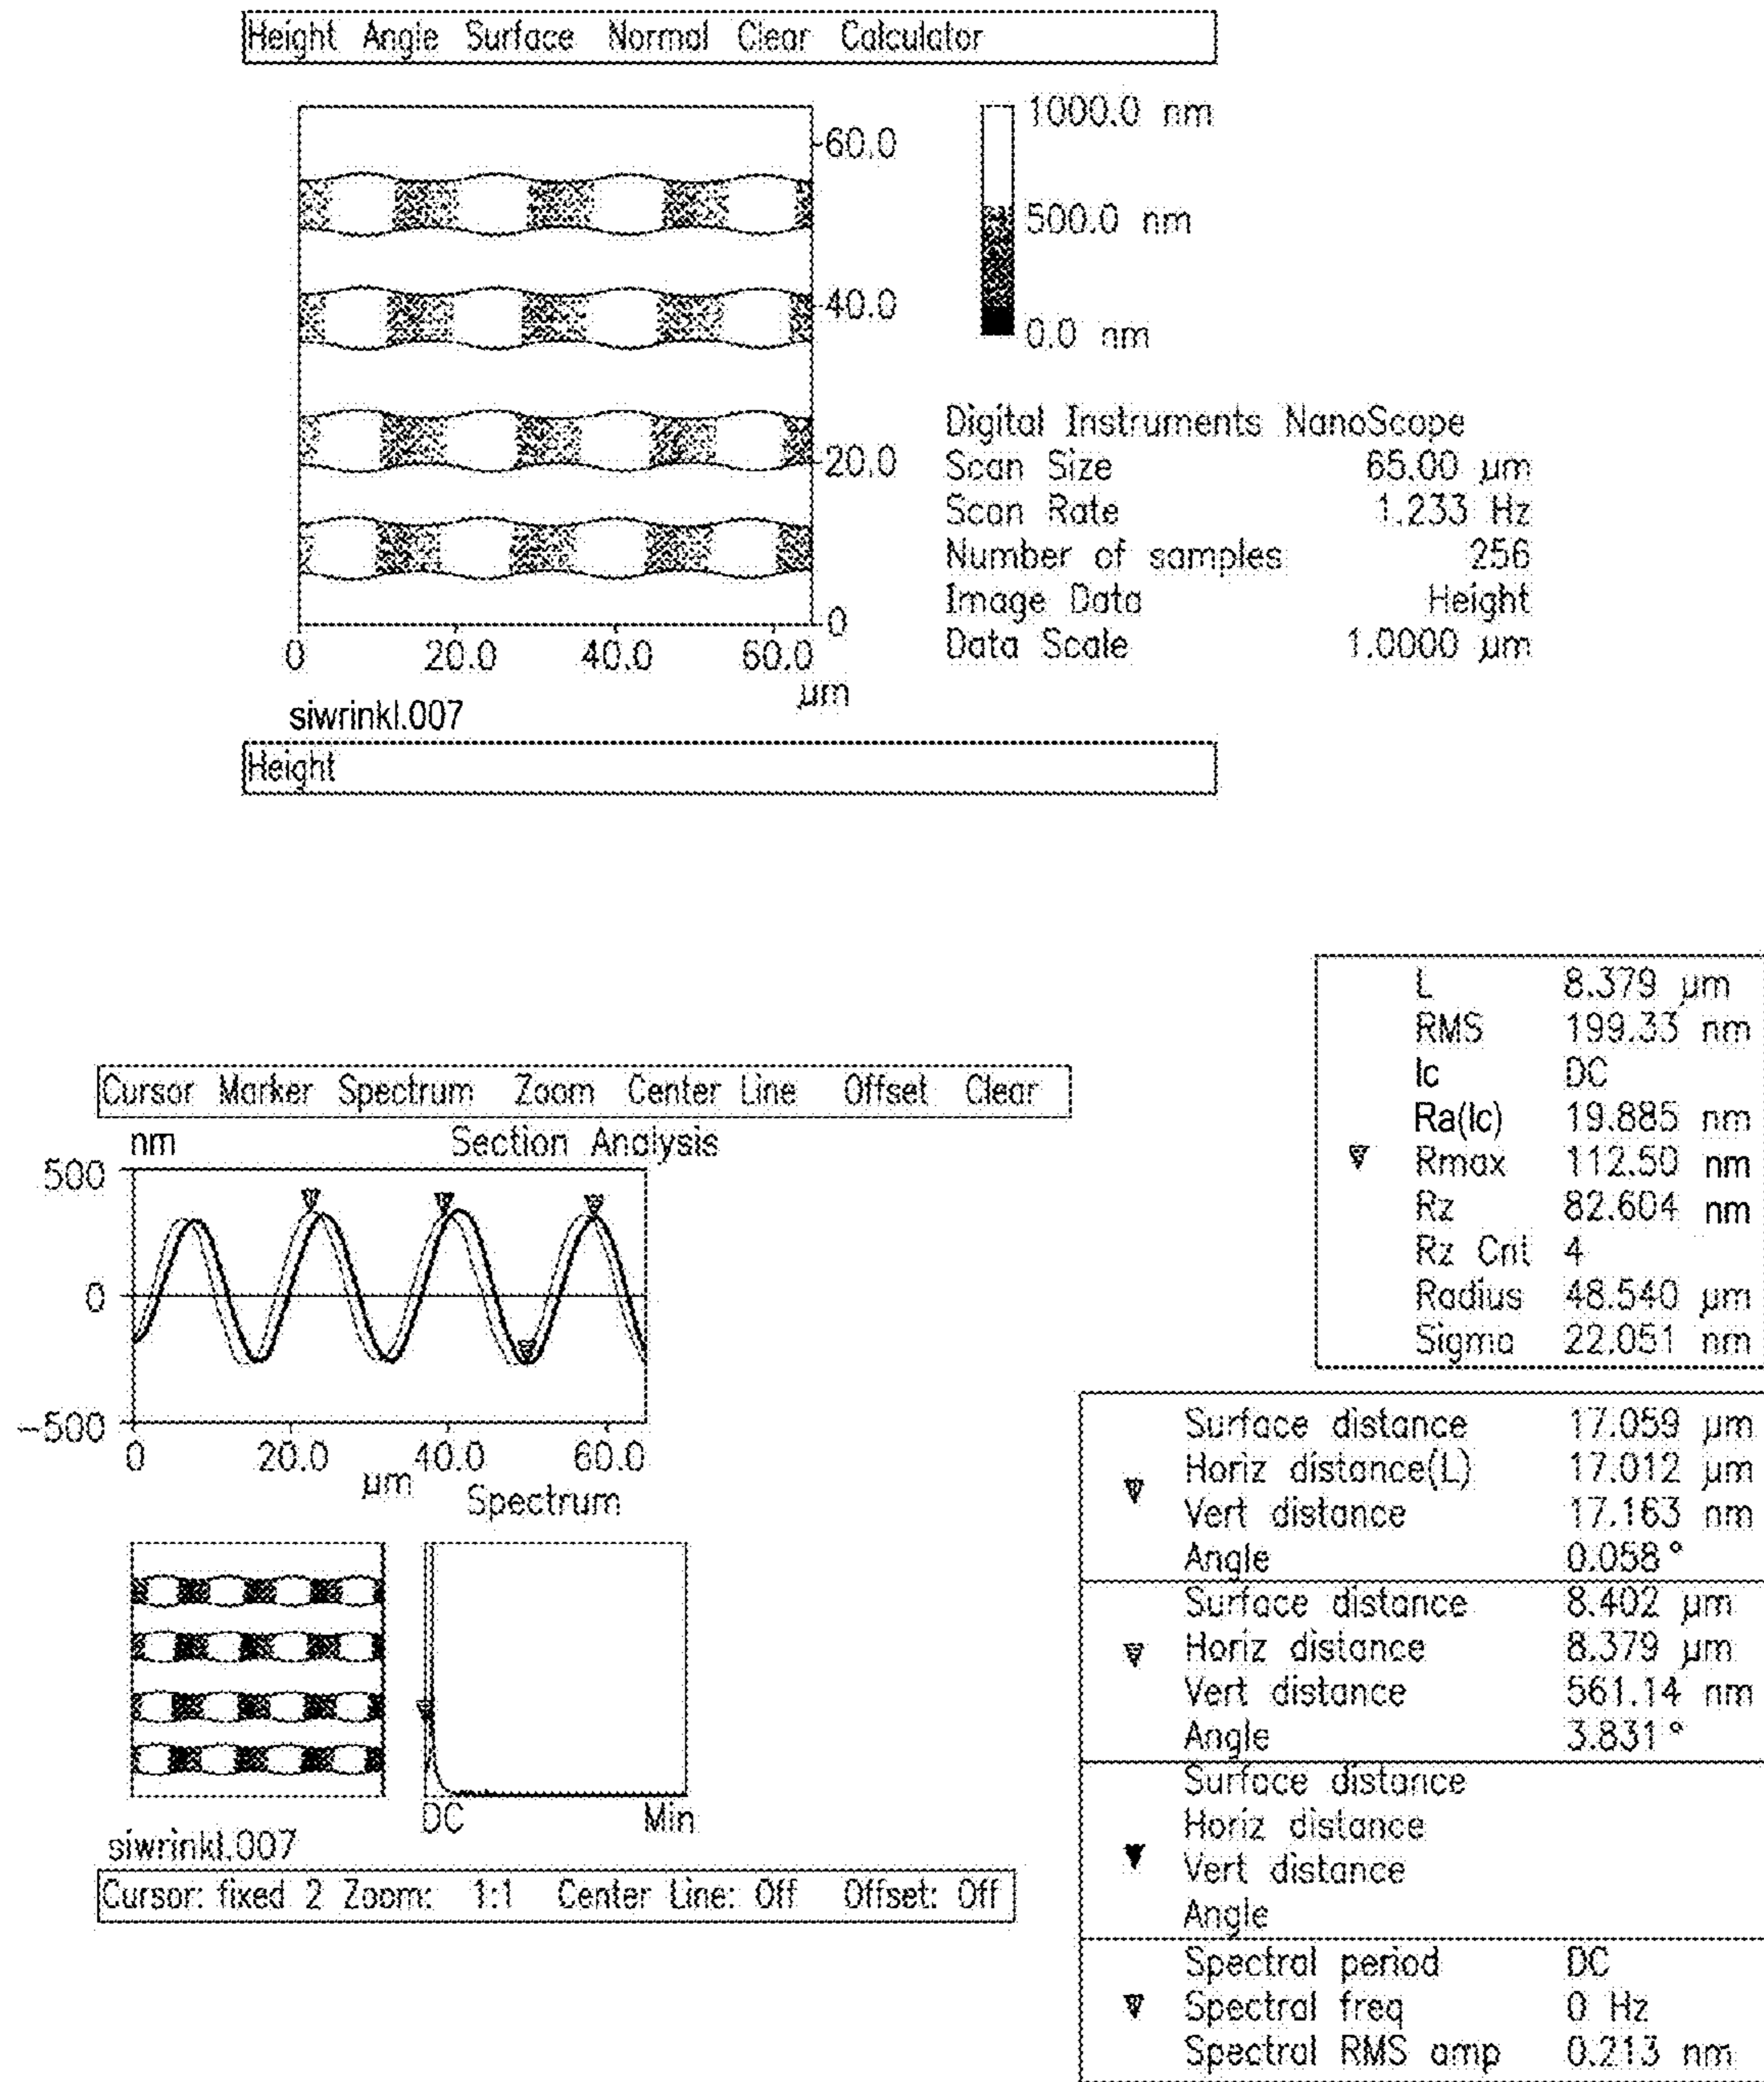 Height Angle Surface Normal Clear Calculator
1000.0 nm
60.0
500.0 nm
40.0
0.0 nm
20.0
0
0 20.0 40.0 60.0
µm
Digital Instruments NanoScope
Scan Size 65.00 µm
Scan Rate 1.233 Hz
Number of samples 256
Image Data Height
Data Scale 1.0000 µm
siwrinkl.007
Height
L 8.379 µm
RMS 199.33 nm
lc DC
Ra(lc) 19.885 nm
Rmax 112.50 nm
Rz 82.604 nm
Rz Cnt 4
Radius 48.540 µm
Sigma 22.051 nm
Cursor Marker Spectrum Zoom Center Line Offset Clear
nm Section Analysis
500
0
-500
0 20.0 40.0 60.0
µm
Spectrum
DC Min
siwrinkl.007
Cursor: fixed 2 Zoom: 1:1 Center Line: Off Offset: Off
Surface distance 17.059 µm
Horiz distance(L) 17.012 µm
Vert distance 17.163 nm
Angle 0.058°
Surface distance 8.402 µm
Horiz distance 8.379 µm
Vert distance 561.14 nm
Angle 3.831°
Surface distance
Horiz distance
Vert distance
Angle
Spectral period DC
Spectral freq 0 Hz
Spectral RMS amp 0.213 nm